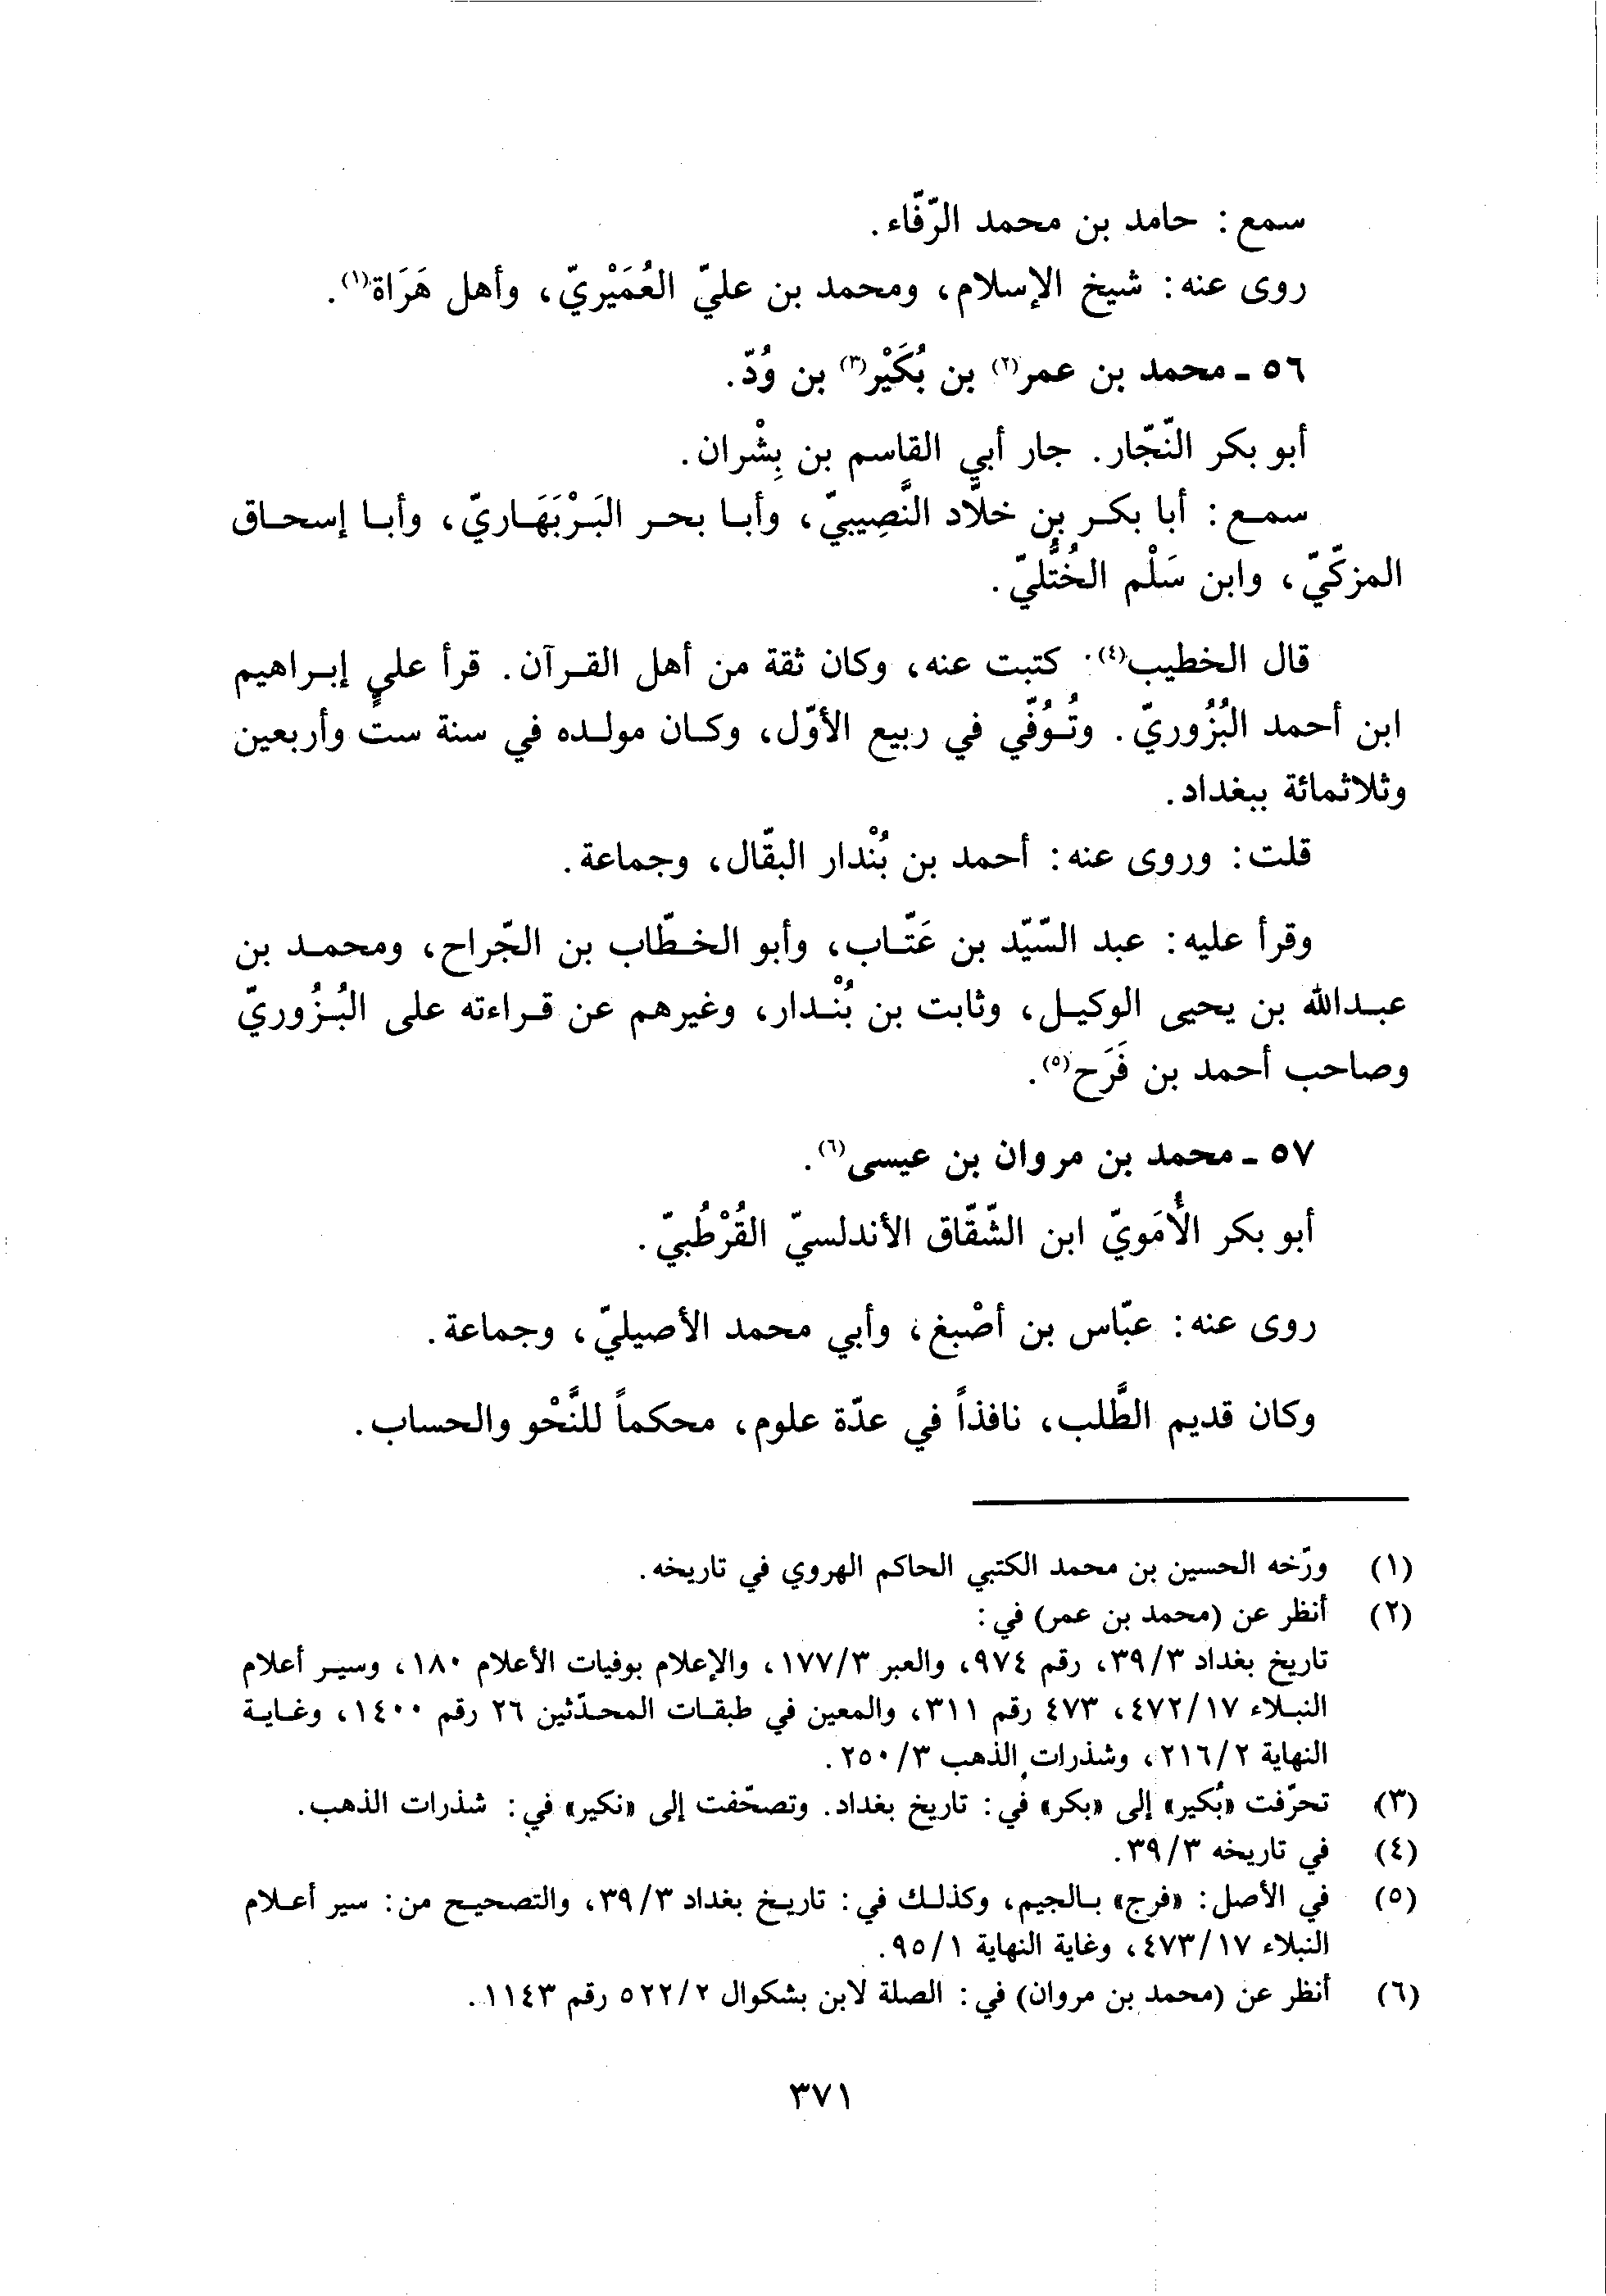 سمع: حامد بن محمد الرّفّاء.
روى عنه: شيخ الإسلام، ومحمد بن عليّ العُمَيْريّ، وأهل هَرَاة(١).
٥٦ ـ محمد بن عمر(٢) بن بُكَيْر(٣) بن وُدّ.
أبو بكر النّجّار. جار أبي القاسم بن بِشْران.
سمع: أبا بكر بن خلّاد النَّصِيبيّ، وأبا بحر البَرْبَهَاريّ، وأبا إسحاق
المزكّيّ، وابن سَلْم الخُتُّليّ.
قال الخطيب(٤): كتبت عنه، وكان ثقة من أهل القرآن. قرأ على إبراهيم
ابن أحمد البُزُوريّ. وتُوُفّي في ربيع الأوّل، وكان مولده في سنة ستٍّ وأربعين
وثلاثمائة ببغداد.
قلت: وروى عنه: أحمد بن بُنْدار البقّال، وجماعة.
وقرأ عليه: عبد السّيّد بن عَتّاب، وأبو الخطّاب بن الجّراح، ومحمد بن
عبدالله بن يحيى الوكيل، وثابت بن بُنْدار، وغيرهم عن قراءته على البُزُوريّ
وصاحب أحمد بن فَرَح(٥).
٥٧ ـ محمد بن مروان بن عيسى(٦).
أبو بكر الأُمَويّ ابن الشّقّاق الأندلسيّ القُرْطُبيّ.
روى عنه: عبّاس بن أصْبغ، وأبي محمد الأصيليّ، وجماعة.
وكان قديم الطَّلب، نافذاً في عدّة علوم، محكماً للنَّحْو والحساب.
(١) ورّخه الحسين بن محمد الكتبي الحاكم الهروي في تاريخه.
(٢) أنظر عن (محمد بن عمر) في:
تاريخ بغداد ٣/٣٩، رقم ٩٧٤، والعبر ٣/١٧٧، والإعلام بوفيات الأعلام ١٨٠، وسير أعلام
النبلاء ١٧/٤٧٢، ٤٧٣ رقم ٣١١، والمعين في طبقات المحدّثين ٢٦ رقم ١٤٠٠، وغاية
النهاية ٢/٢١٦، وشذرات الذهب ٣/٢٥٠.
(٣) تحرّفت «بُكير» إلى «بكر» في: تاريخ بغداد. وتصحّفت إلى «نكير» في: شذرات الذهب.
(٤) في تاريخه ٣/٣٩.
(٥) في الأصل: «فرج» بالجيم، وكذلك في: تاريخ بغداد ٣/٣٩، والتصحيح من: سير أعلام
النبلاء ١٧/٤٧٣، وغاية النهاية ١/٩٥.
(٦) أنظر عن (محمد بن مروان) في: الصلة لابن بشكوال ٢/٥٢٢ رقم ١١٤٣.
٣٧١